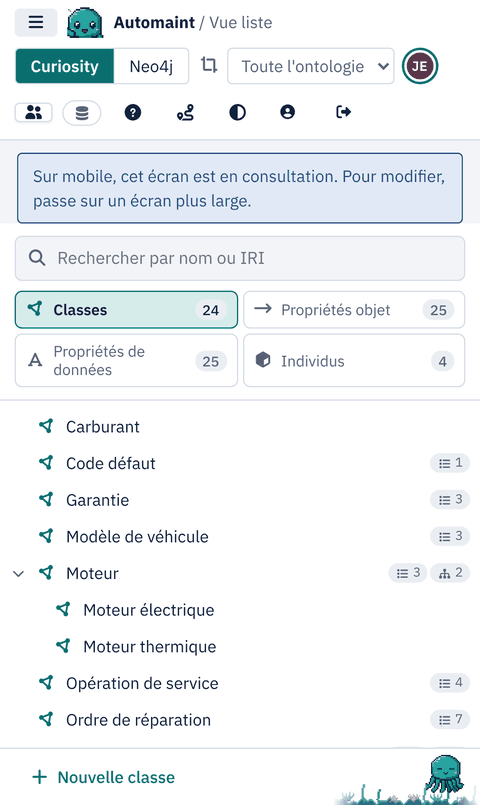 Automaint / Vue liste
Curiosity Neo4j Toute l'ontologie JE
Sur mobile, cet écran est en consultation. Pour modifier,
passe sur un écran plus large.
Rechercher par nom ou IRI
Classes 24 Propriétés objet 25
Propriétés de
données 25 Individus 4
Carburant
Code défaut 1
Garantie 3
Modèle de véhicule 3
Moteur 3 2
Moteur électrique
Moteur thermique
Opération de service 4
Ordre de réparation 7
Nouvelle classe